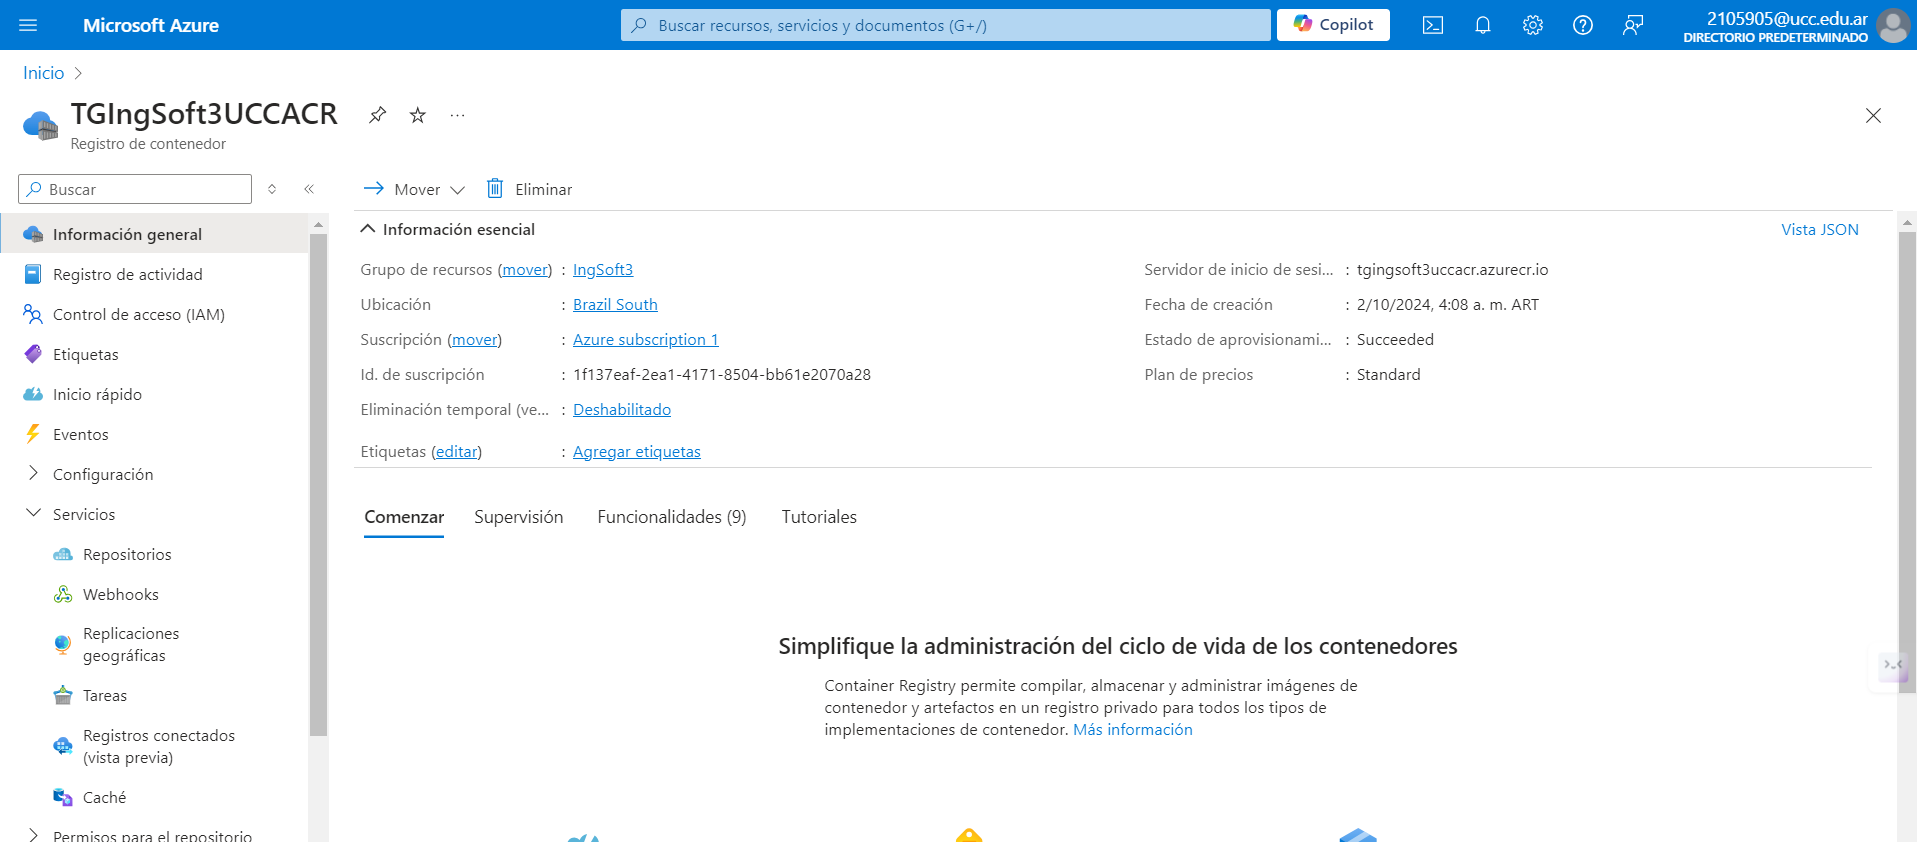 Microsoft Azure
Buscar recursos, servicios y documentos (G+/)
Copilot
2105905@ucc.edu.ar
DIRECTORIO PREDETERMINADO
Inicio
TGIngSoft3UCCACR
Registro de contenedor
Buscar
Mover
Eliminar
Información general
Registro de actividad
Control de acceso (IAM)
Etiquetas
Inicio rápido
Eventos
Configuración
Servicios
Repositorios
Webhooks
Replicaciones
geográficas
Tareas
Registros conectados
(vista previa)
Caché
Permisos para el repositorio
Información esencial
Vista JSON
Grupo de recursos (mover) : IngSoft3
Ubicación : Brazil South
Suscripción (mover) : Azure subscription 1
Id. de suscripción : 1f137eaf-2ea1-4171-8504-bb61e2070a28
Eliminación temporal (ve... : Deshabilitado
Etiquetas (editar) : Agregar etiquetas
Servidor de inicio de sesi... : tgingsoft3uccacr.azurecr.io
Fecha de creación : 2/10/2024, 4:08 a. m. ART
Estado de aprovisionami... : Succeeded
Plan de precios : Standard
Comenzar
Supervisión
Funcionalidades (9)
Tutoriales
Simplifique la administración del ciclo de vida de los contenedores
Container Registry permite compilar, almacenar y administrar imágenes de
contenedor y artefactos en un registro privado para todos los tipos de
implementaciones de contenedor. Más información